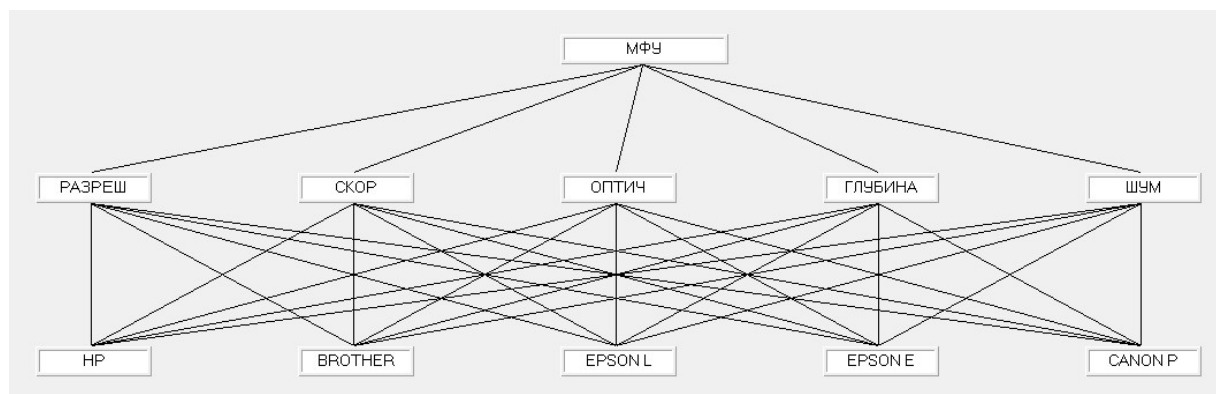 МФУ
РАЗРЕШ СКОР ОПТИЧ ГЛУБИНА ШУМ
HP BROTHER EPSON L EPSON E CANON P